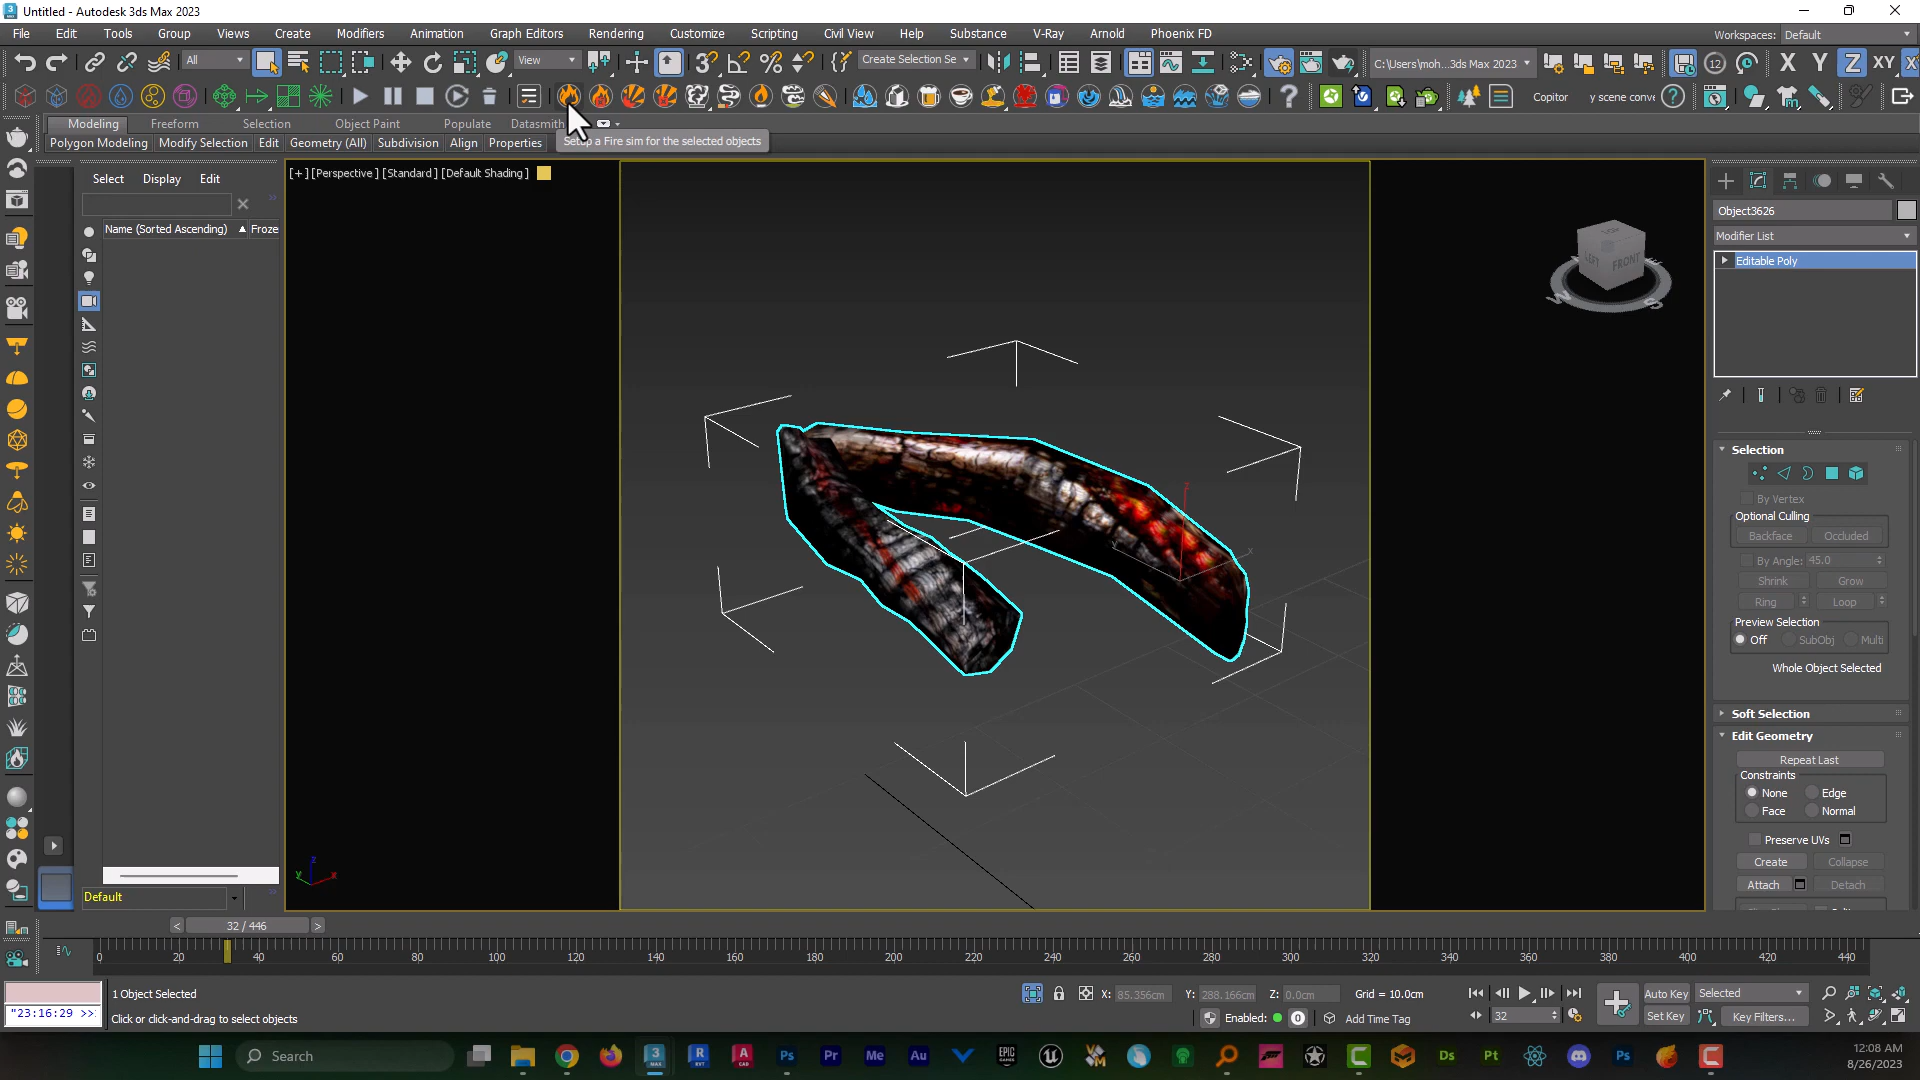 Untitled - Autodesk 3ds Max 2023
File Edit Tools Group Views Create Modifiers Animation Graph Editors Rendering Customize Scripting Civil View Help Substance V-Ray Arnold Phoenix FD
Workspaces: Default
All View Create Selection Se C:\Users\moh...3ds Max 2023
Copitor y scene conv
Modeling Freeform Selection Object Paint Populate Datasmith
Polygon Modeling Modify Selection Edit Geometry (All) Subdivision Align Properties
Setup a Fire sim for the selected objects
Select Display Edit
Name (Sorted Ascending) Froze
[+] [Perspective] [Standard] [Default Shading]
LEFT FRONT
Object3626
Modifier List
Editable Poly
Selection
By Vertex
Optional Culling
Backface Occluded
By Angle: 45.0
Shrink Grow
Ring Loop
Preview Selection
Off SubObj Multi
Whole Object Selected
Soft Selection
Edit Geometry
Repeat Last
Constraints
None Edge
Face Normal
Preserve UVs
Create Collapse
Attach Detach
Default
32 / 446
0 20 40 60 80 100 120 140 160 180 200 220 240 260 280 300 320 340 360 380 400 420 440
"23:16:29 >>
1 Object Selected
Click or click-and-drag to select objects
X: 85.356cm Y: 288.166cm Z: 0.0cm Grid = 10.0cm
Enabled: 0 Add Time Tag
32
Auto Key Selected
Set Key Key Filters...
Search
12:08 AM
8/26/2023